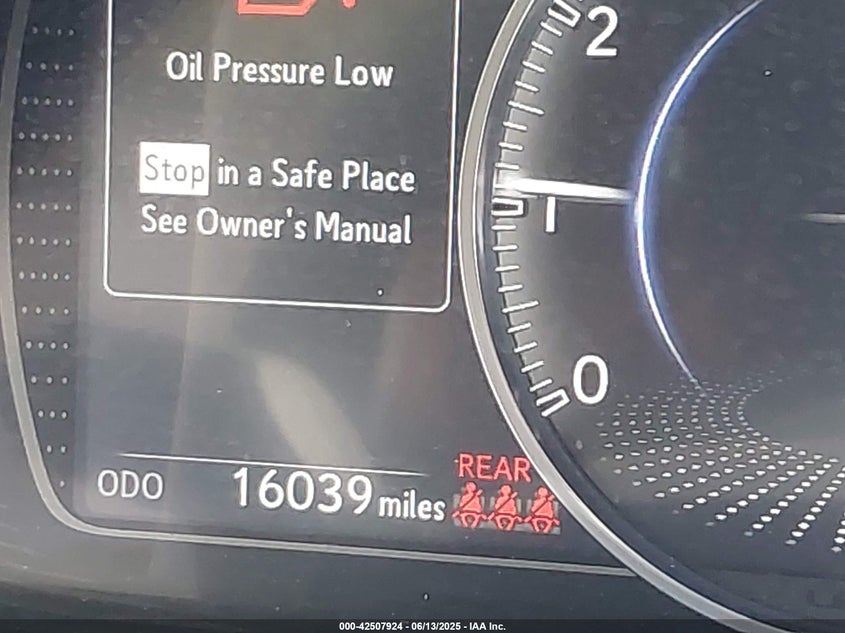 Oil Pressure Low
Stop in a Safe Place
See Owner's Manual
2
1
0
ODO 16039 miles
REAR
000-42507924 - 06/13/2025 - IAA Inc.